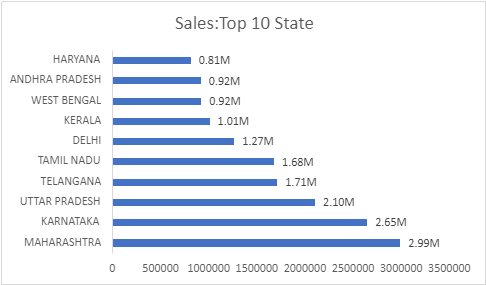 Sales:Top 10 State
HARYANA 0.81M
ANDHRA PRADESH 0.92M
WEST BENGAL 0.92M
KERALA 1.01M
DELHI 1.27M
TAMIL NADU 1.68M
TELANGANA 1.71M
UTTAR PRADESH 2.10M
KARNATAKA 2.65M
MAHARASHTRA 2.99M
0 500000 1000000 1500000 2000000 2500000 3000000 3500000